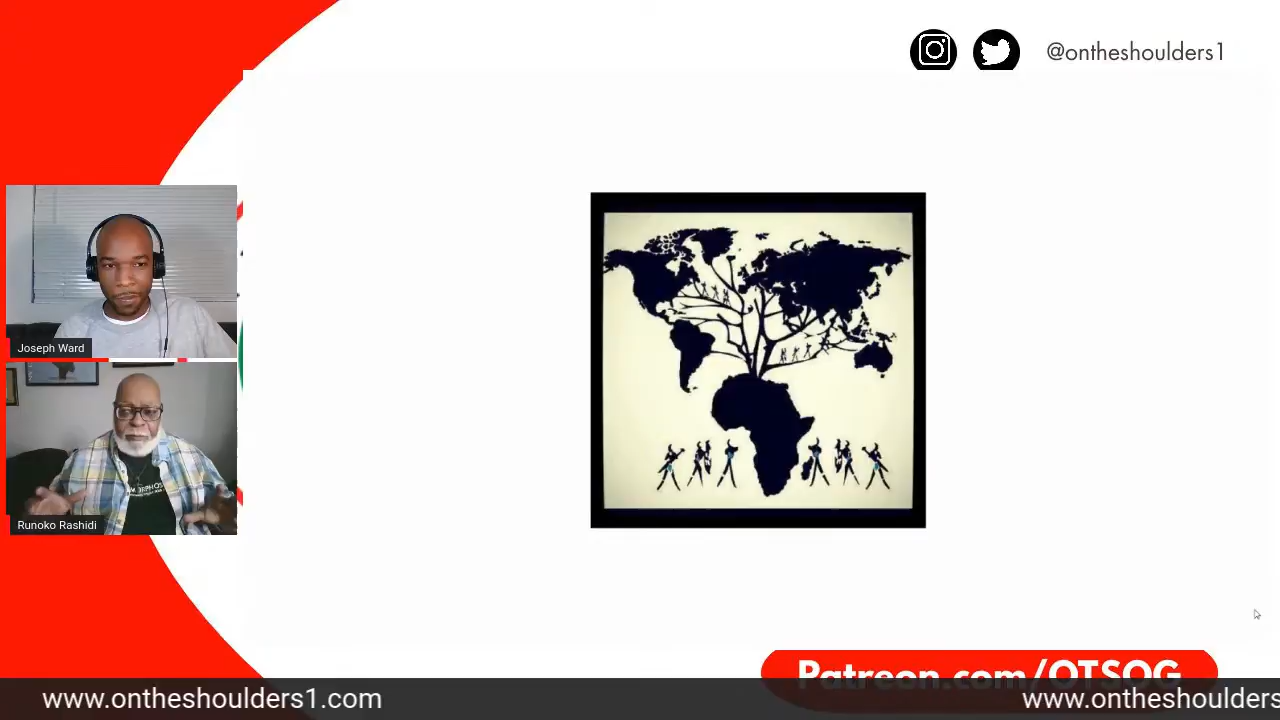 @ontheshoulders1
Joseph Ward
Runoko Rashidi
Patreon.com/OTSOG
www.ontheshoulders1.com
www.ontheshoulders